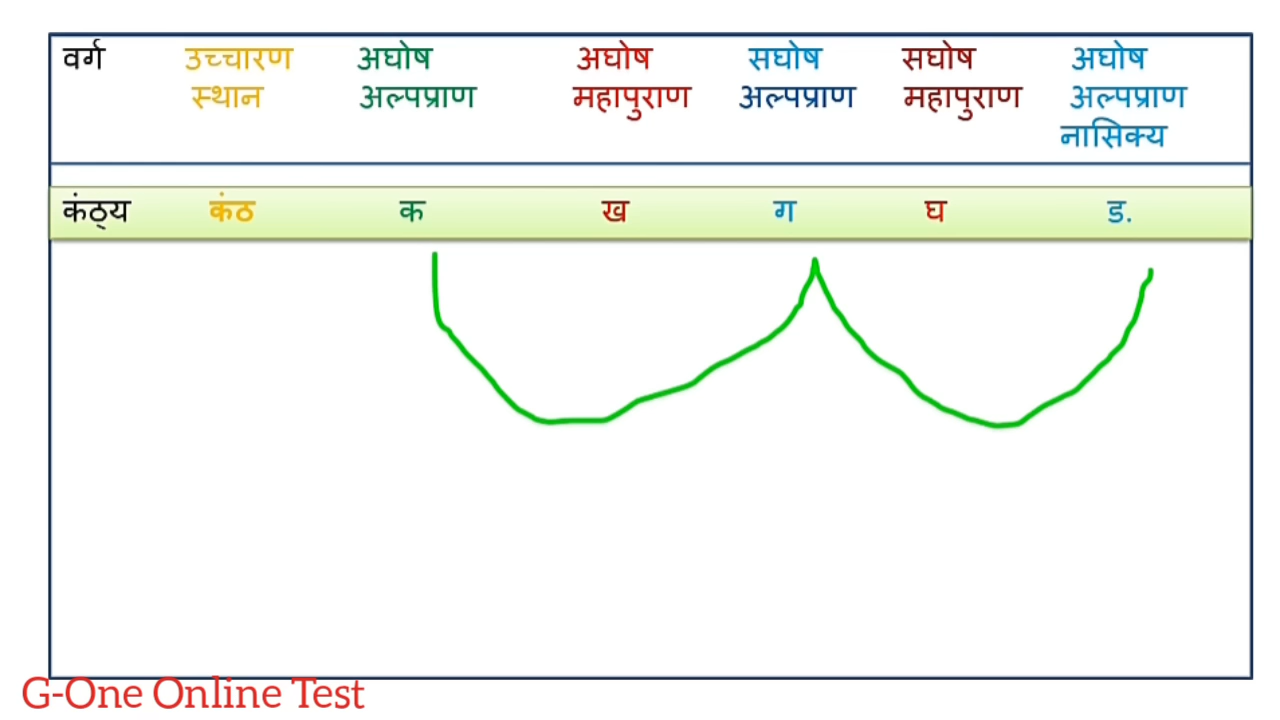 वर्ग उच्चारण अघोष अघोष सघोष सघोष अघोष
स्थान अल्पप्राण महापुराण अल्पप्राण महापुराण अल्पप्राण
नासिक्य
कंठ्य कंठ क ख ग घ ड.
G-One Online Test